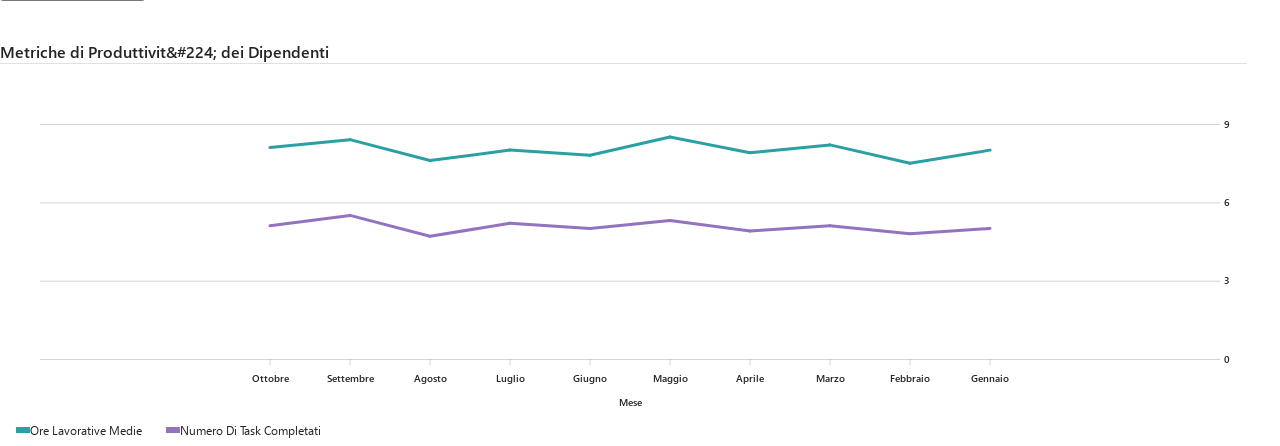 Metriche di Produttivit&#224; dei Dipendenti
9
6
3
0
Ottobre Settembre Agosto Luglio Giugno Maggio Aprile Marzo Febbraio Gennaio
Mese
Ore Lavorative Medie Numero Di Task Completati